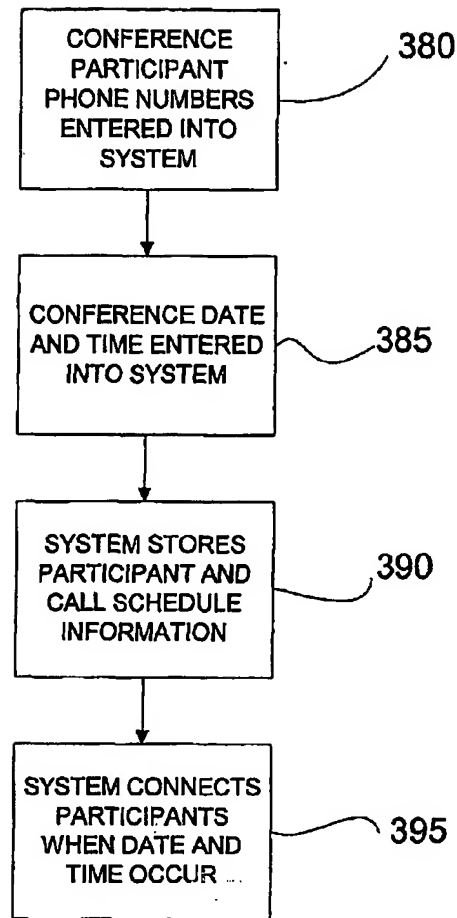 CONFERENCE
PARTICIPANT
PHONE NUMBERS
ENTERED INTO
SYSTEM
380
CONFERENCE DATE
AND TIME ENTERED
INTO SYSTEM
385
SYSTEM STORES
PARTICIPANT AND
CALL SCHEDULE
INFORMATION
390
SYSTEM CONNECTS
PARTICIPANTS
WHEN DATE AND
TIME OCCUR
395